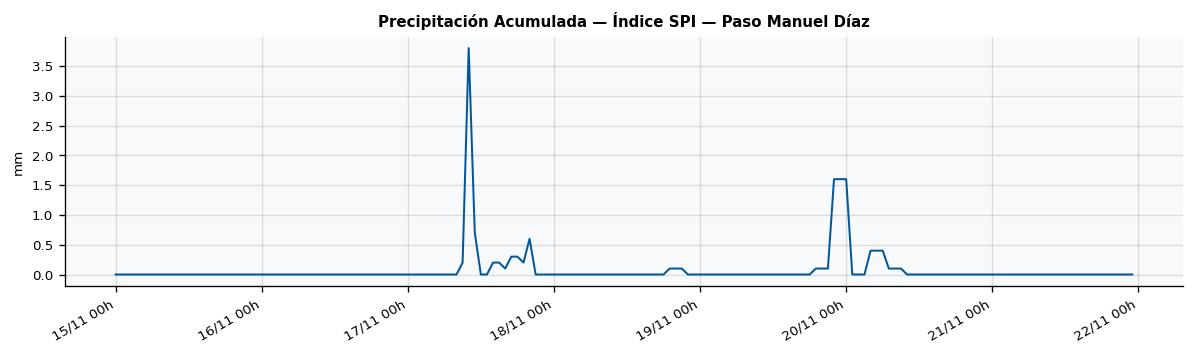 Precipitación Acumulada — Índice SPI — Paso Manuel Díaz
mm
3.5
3.0
2.5
2.0
1.5
1.0
0.5
0.0
15/11 00h
16/11 00h
17/11 00h
18/11 00h
19/11 00h
20/11 00h
21/11 00h
22/11 00h